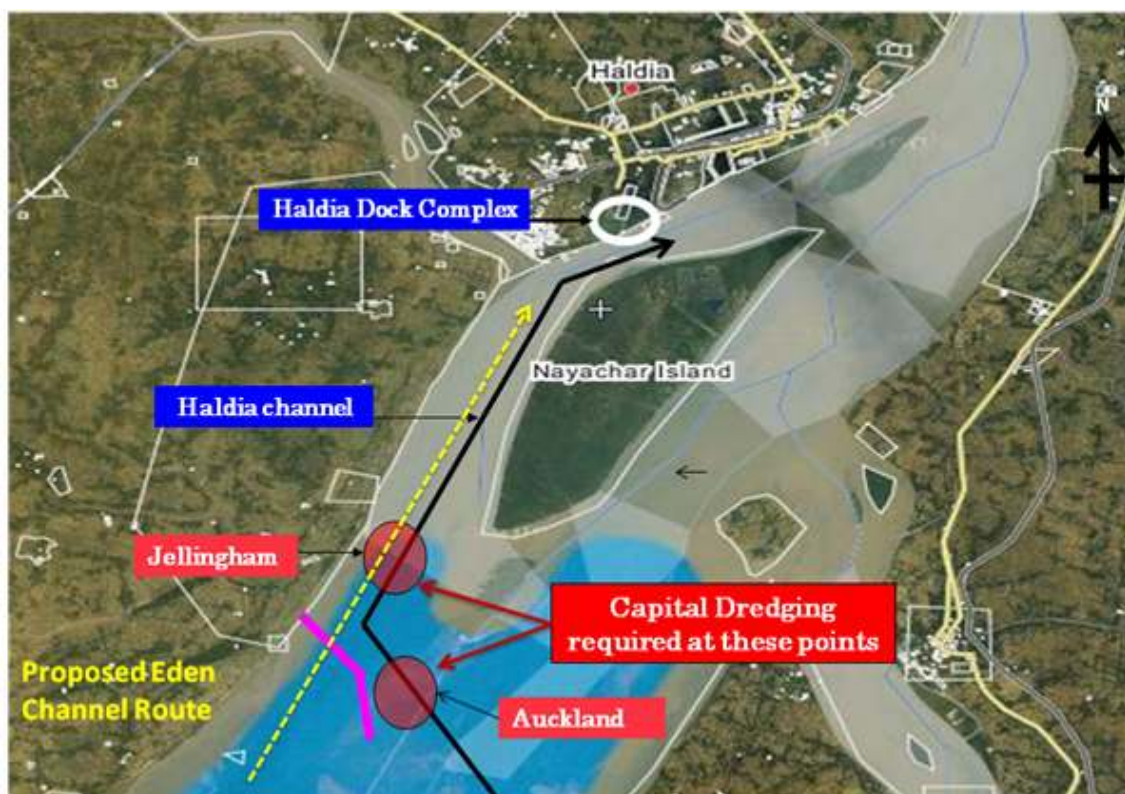 Haldia
N
Haldia Dock Complex
Nayachar Island
Haldia channel
Jellingham
Capital Dredging
required at these points
Proposed Eden
Channel Route
Auckland